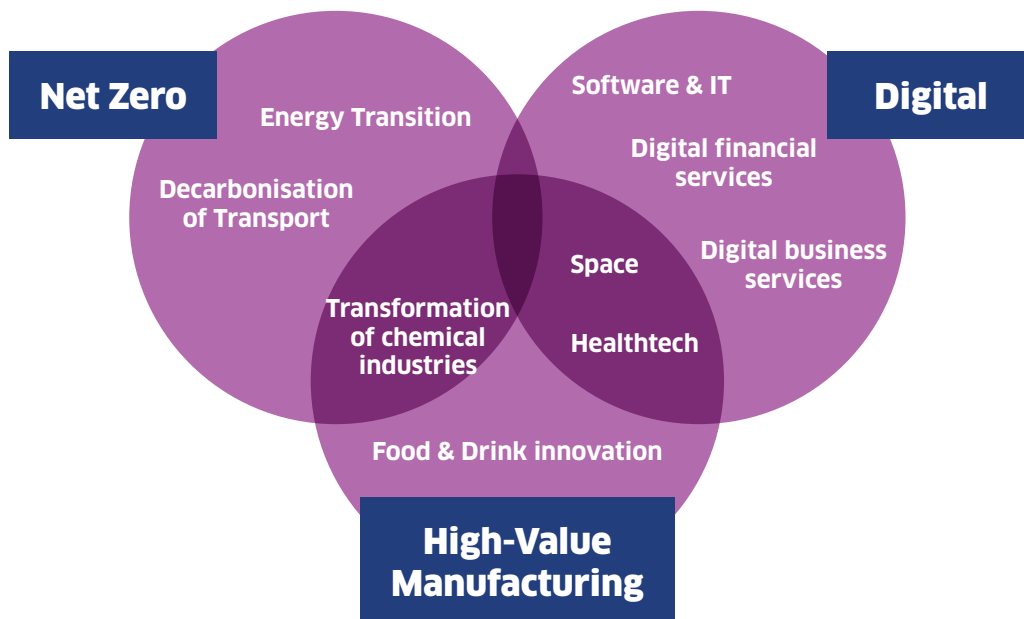 Net Zero
Digital
Software & IT
Energy Transition
Digital financial
services
Decarbonisation
of Transport
Digital business
services
Space
Transformation
of chemical
industries
Healthtech
Food & Drink innovation
High-Value
Manufacturing